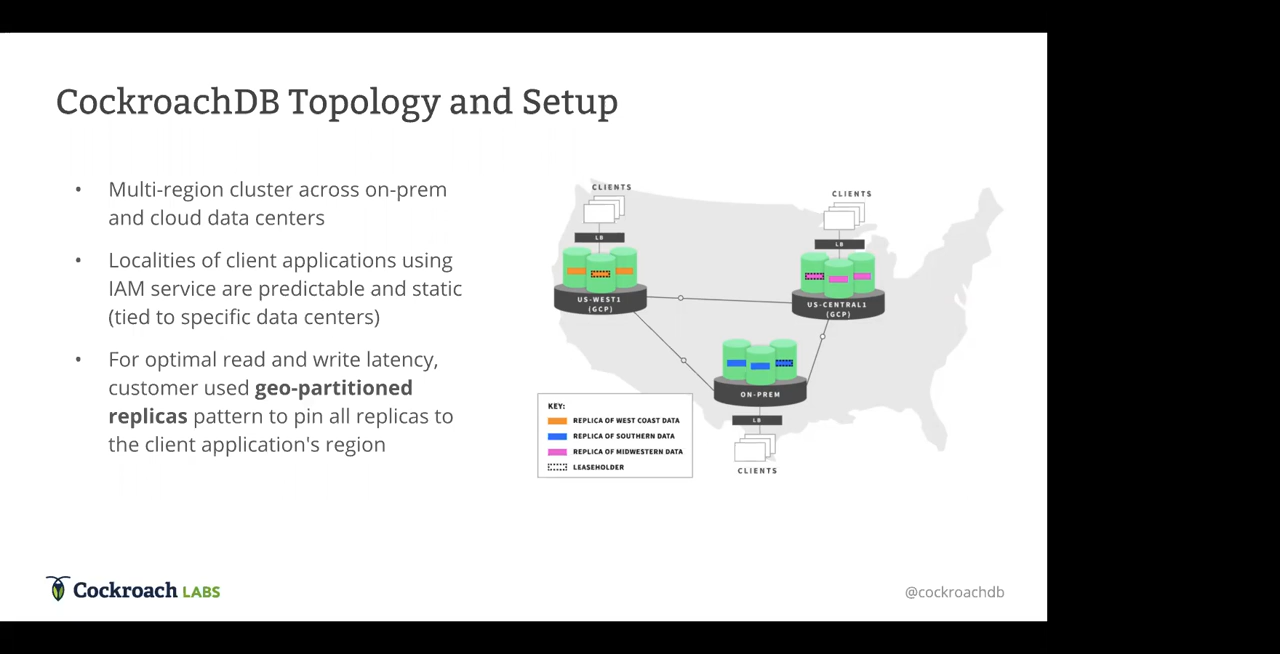 CockroachDB Topology and Setup
• Multi-region cluster across on-prem
and cloud data centers
• Localities of client applications using
IAM service are predictable and static
(tied to specific data centers)
• For optimal read and write latency,
customer used geo-partitioned
replicas pattern to pin all replicas to
the client application's region
CLIENTS
LB
US-WEST1
(GCP)
CLIENTS
LB
US-CENTRAL1
(GCP)
ON-PREM
LB
CLIENTS
KEY:
REPLICA OF WEST COAST DATA
REPLICA OF SOUTHERN DATA
REPLICA OF MIDWESTERN DATA
LEASEHOLDER
Cockroach LABS
@cockroachdb